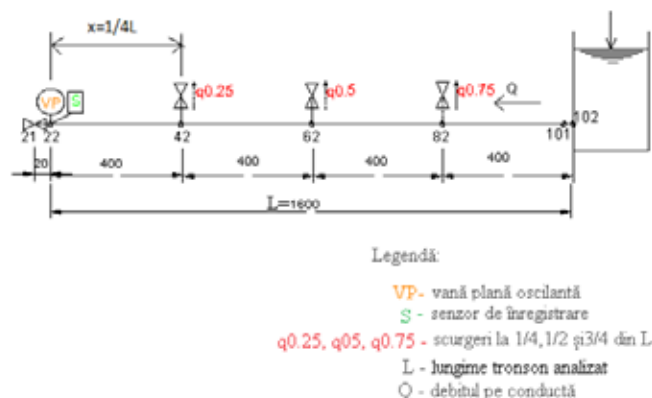 x=1/4L
VP
S
q0.25
q0.5
q0.75
Q
21 22
42
62
82
101
102
20
400
400
400
400
L=1600
Legendă:
VP- vană plană oscilantă
S - senzor de înregistrare
q0.25, q05, q0.75 - scurgeri la 1/4,1/2 și3/4 din L
L - lungime tronson analizat
Q - debitul pe conductă